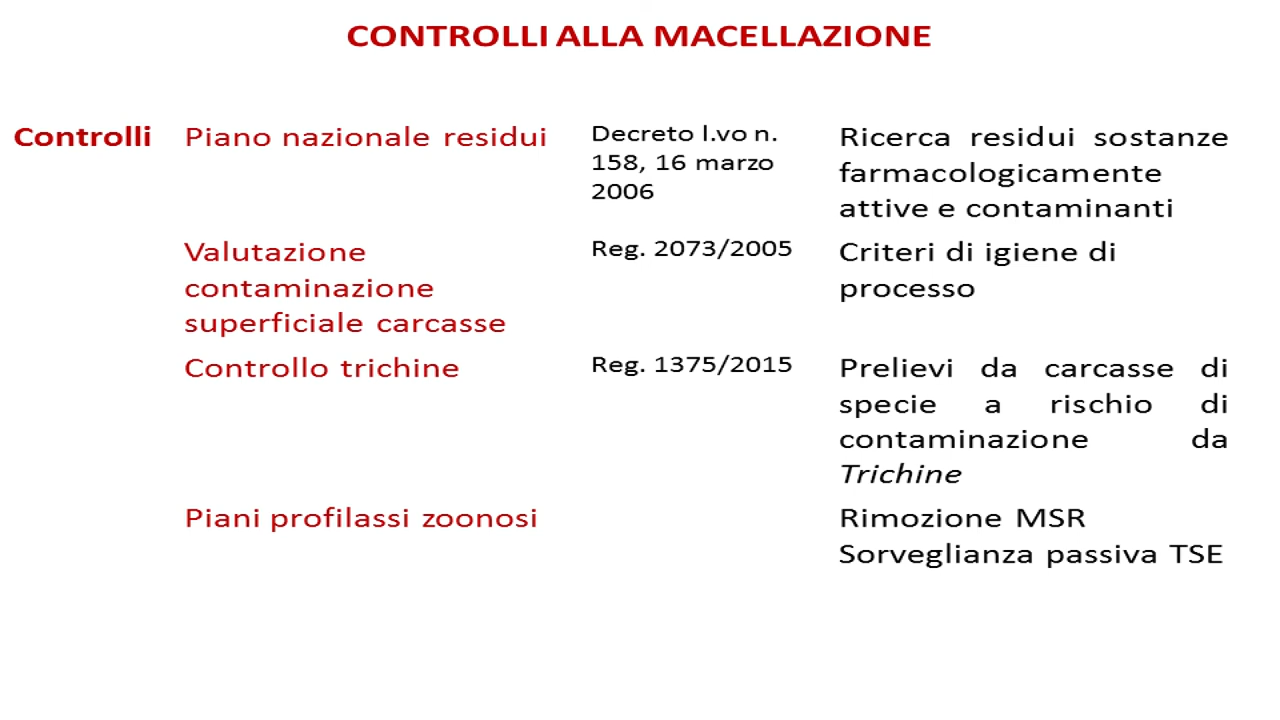 CONTROLLI ALLA MACELLAZIONE
Controlli
Piano nazionale residui
Decreto l.vo n.
158, 16 marzo
2006
Ricerca residui sostanze
farmacologicamente
attive e contaminanti
Valutazione
contaminazione
superficiale carcasse
Reg. 2073/2005
Criteri di igiene di
processo
Controllo trichine
Reg. 1375/2015
Prelievi da carcasse di
specie a rischio di
contaminazione da
Trichine
Piani profilassi zoonosi
Rimozione MSR
Sorveglianza passiva TSE